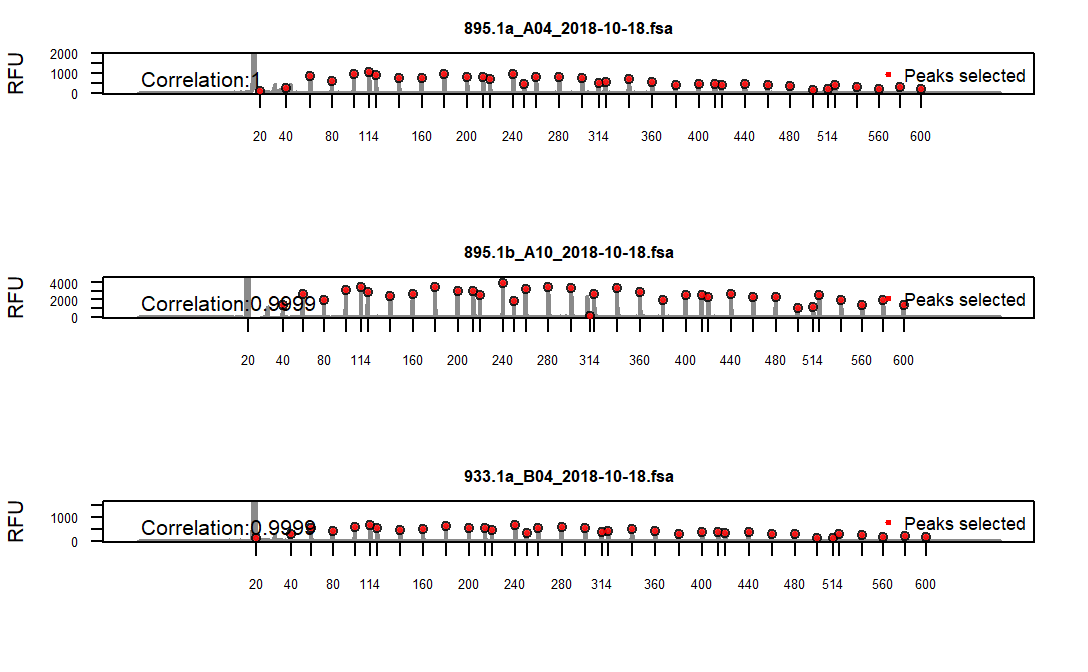 895.1a_A04_2018-10-18.fsa
RFU
2000
1000
0
Correlation:1
Peaks selected
20 40 80 114 160 200 240 280 314 360 400 440 480 514 560 600
895.1b_A10_2018-10-18.fsa
RFU
4000
2000
0
Correlation:0.9999
Peaks selected
20 40 80 114 160 200 240 280 314 360 400 440 480 514 560 600
933.1a_B04_2018-10-18.fsa
RFU
1000
0
Correlation:0.9999
Peaks selected
20 40 80 114 160 200 240 280 314 360 400 440 480 514 560 600